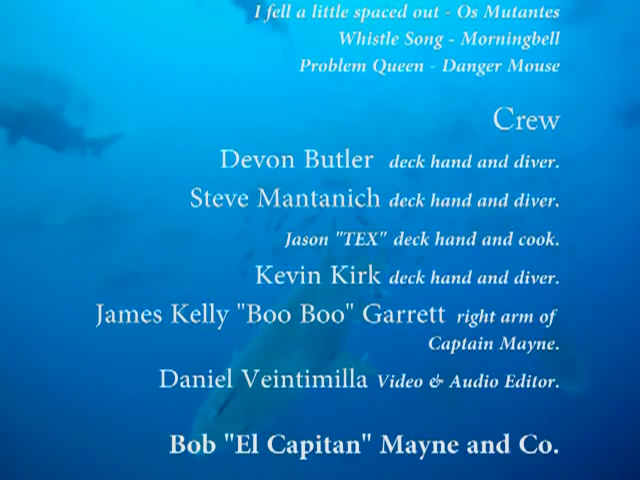 I fell a little spaced out - Os Mutantes
Whistle Song - Morningbell
Problem Queen - Danger Mouse
Crew
Devon Butler deck hand and diver.
Steve Mantanich deck hand and diver.
Jason "TEX" deck hand and cook.
Kevin Kirk deck hand and diver.
James Kelly "Boo Boo" Garrett right arm of
Captain Mayne.
Daniel Veintimilla Video & Audio Editor.
Bob "El Capitan" Mayne and Co.